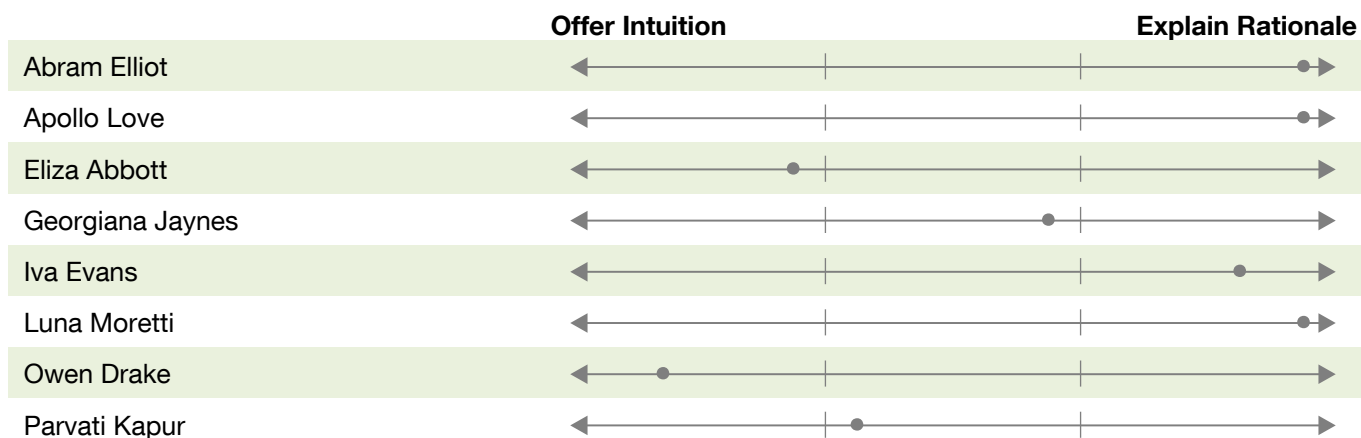 Offer Intuition Explain Rationale
Abram Elliot
Apollo Love
Eliza Abbott
Georgiana Jaynes
Iva Evans
Luna Moretti
Owen Drake
Parvati Kapur